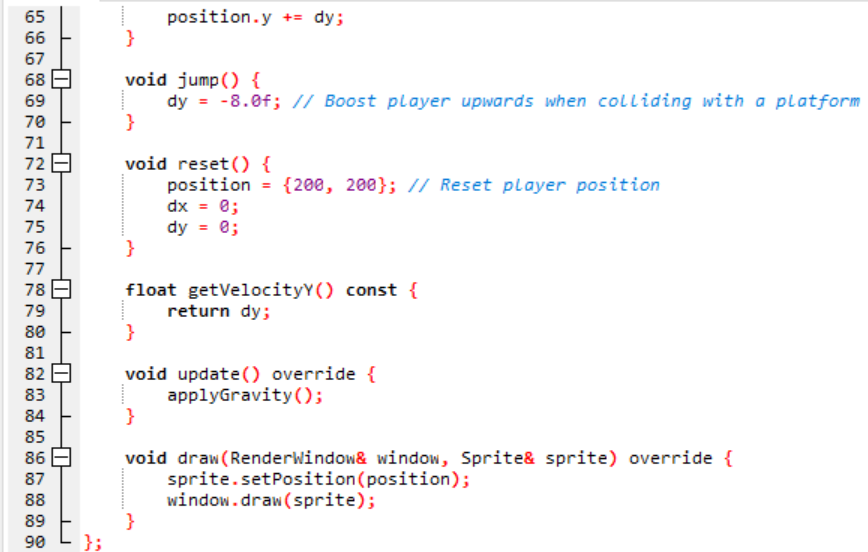 65 position.y += dy;
66 }
67
68 void jump() {
69 dy = -8.0f; // Boost player upwards when colliding with a platform
70 }
71
72 void reset() {
73 position = {200, 200}; // Reset player position
74 dx = 0;
75 dy = 0;
76 }
77
78 float getVelocityY() const {
79 return dy;
80 }
81
82 void update() override {
83 applyGravity();
84 }
85
86 void draw(RenderWindow& window, Sprite& sprite) override {
87 sprite.setPosition(position);
88 window.draw(sprite);
89 }
90 };